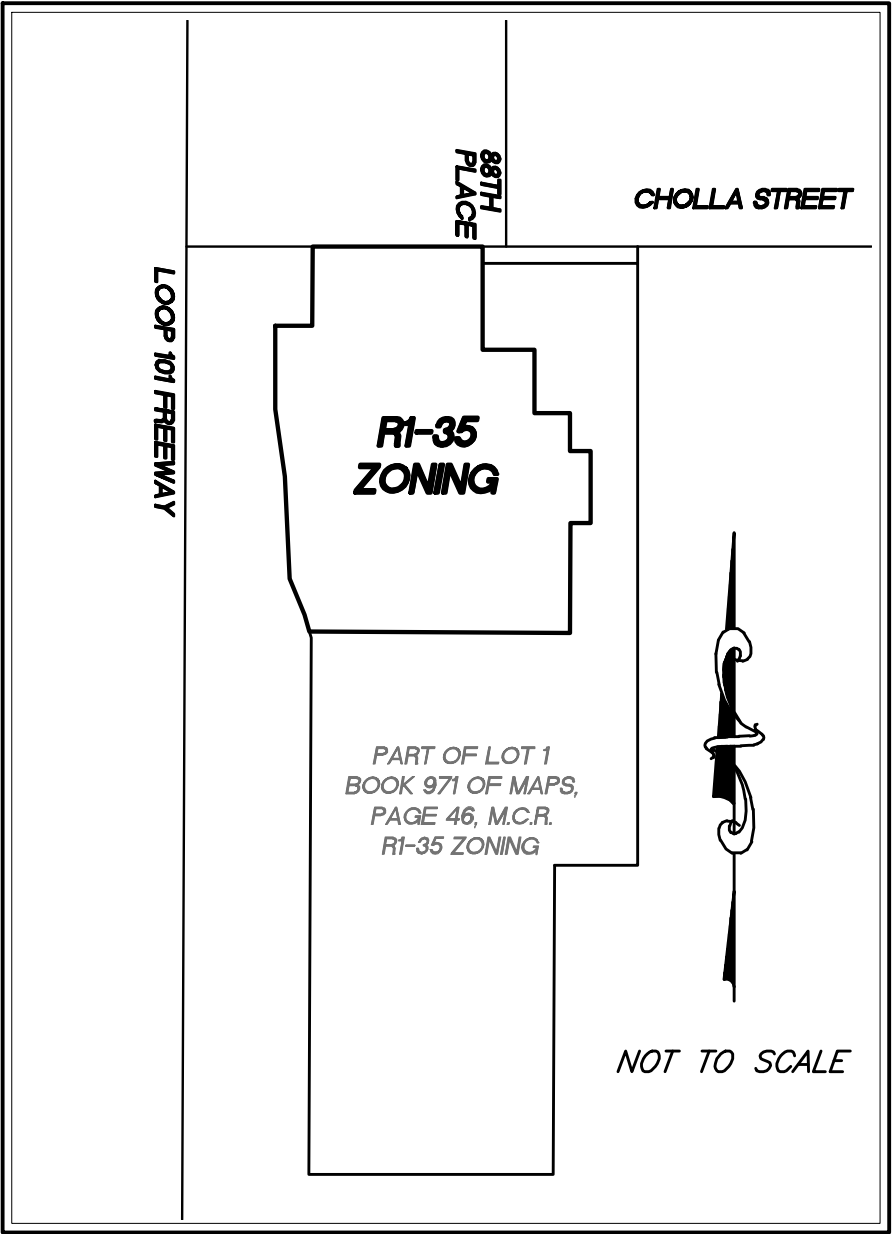 88TH
PLACE
CHOLLA STREET
LOOP 101 FREEWAY
R1-35
ZONING
PART OF LOT 1
BOOK 971 OF MAPS,
PAGE 46, M.C.R.
R1-35 ZONING
NOT TO SCALE